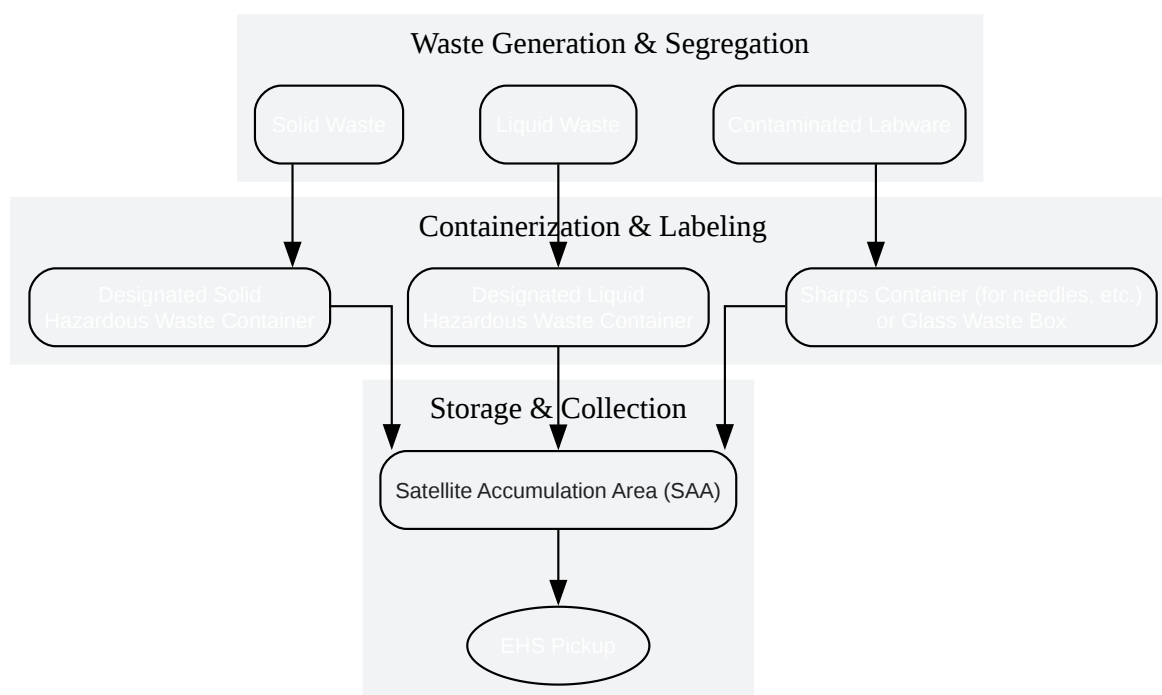 Waste Generation & Segregation
Solid Waste
Liquid Waste
Contaminated Labware
Containerization & Labeling
Designated Solid
Hazardous Waste Container
Designated Liquid
Hazardous Waste Container
Sharps Container (for needles, etc.)
or Glass Waste Box
Storage & Collection
Satellite Accumulation Area (SAA)
EHS Pickup